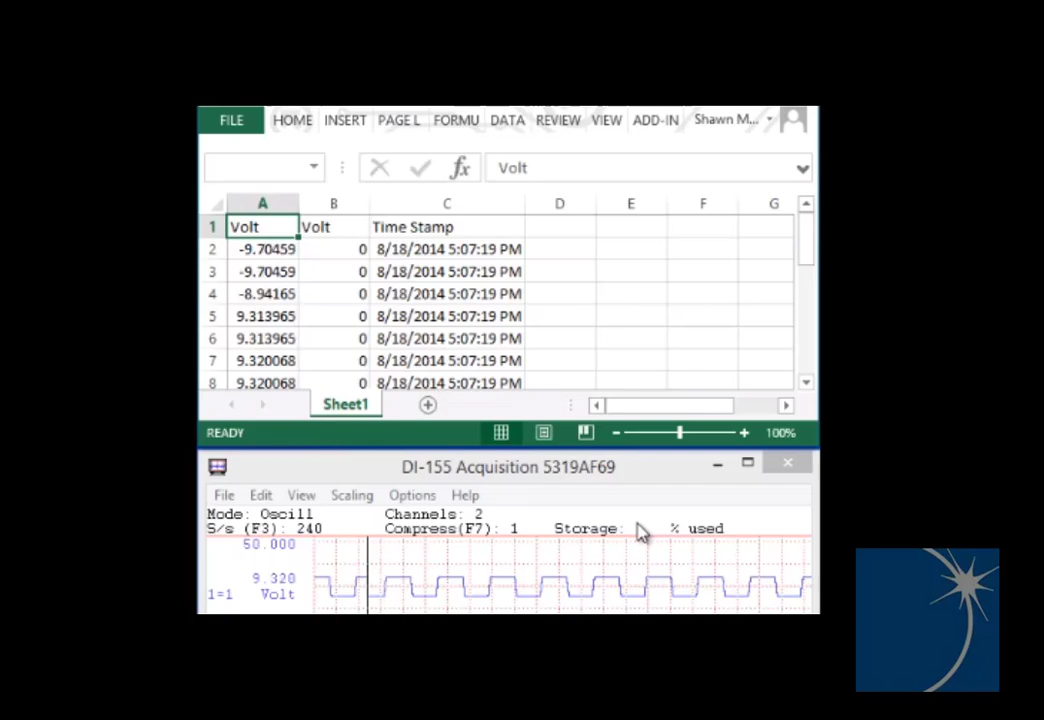 FILE HOME INSERT PAGE L FORMU DATA REVIEW VIEW ADD-IN Shawn M...
fx Volt
A B C D E F G
1 Volt Volt Time Stamp
2 -9.70459 0 8/18/2014 5:07:19 PM
3 -9.70459 0 8/18/2014 5:07:19 PM
4 -8.94165 0 8/18/2014 5:07:19 PM
5 9.313965 0 8/18/2014 5:07:19 PM
6 9.313965 0 8/18/2014 5:07:19 PM
7 9.320068 0 8/18/2014 5:07:19 PM
8 9.320068 0 8/18/2014 5:07:19 PM
Sheet1
READY 100%
DI-155 Acquisition 5319AF69
File Edit View Scaling Options Help
Mode: Oscill Channels: 2
S/s (F3): 240 Compress(F7): 1 Storage: % used
50.000
9.320
1=1 Volt